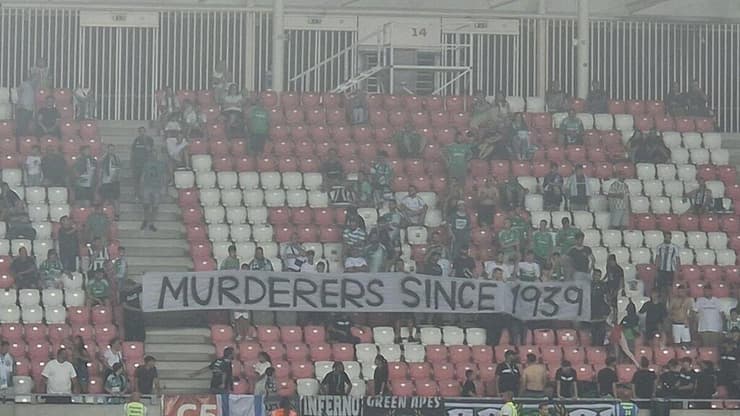 14
MURDERERS SINCE 1939
INFERNO GREEN APES